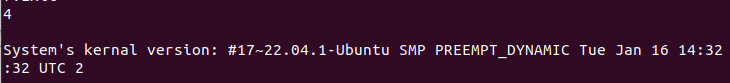 4
System's kernal version: #17~22.04.1-Ubuntu SMP PREEMPT_DYNAMIC Tue Jan 16 14:32
:32 UTC 2